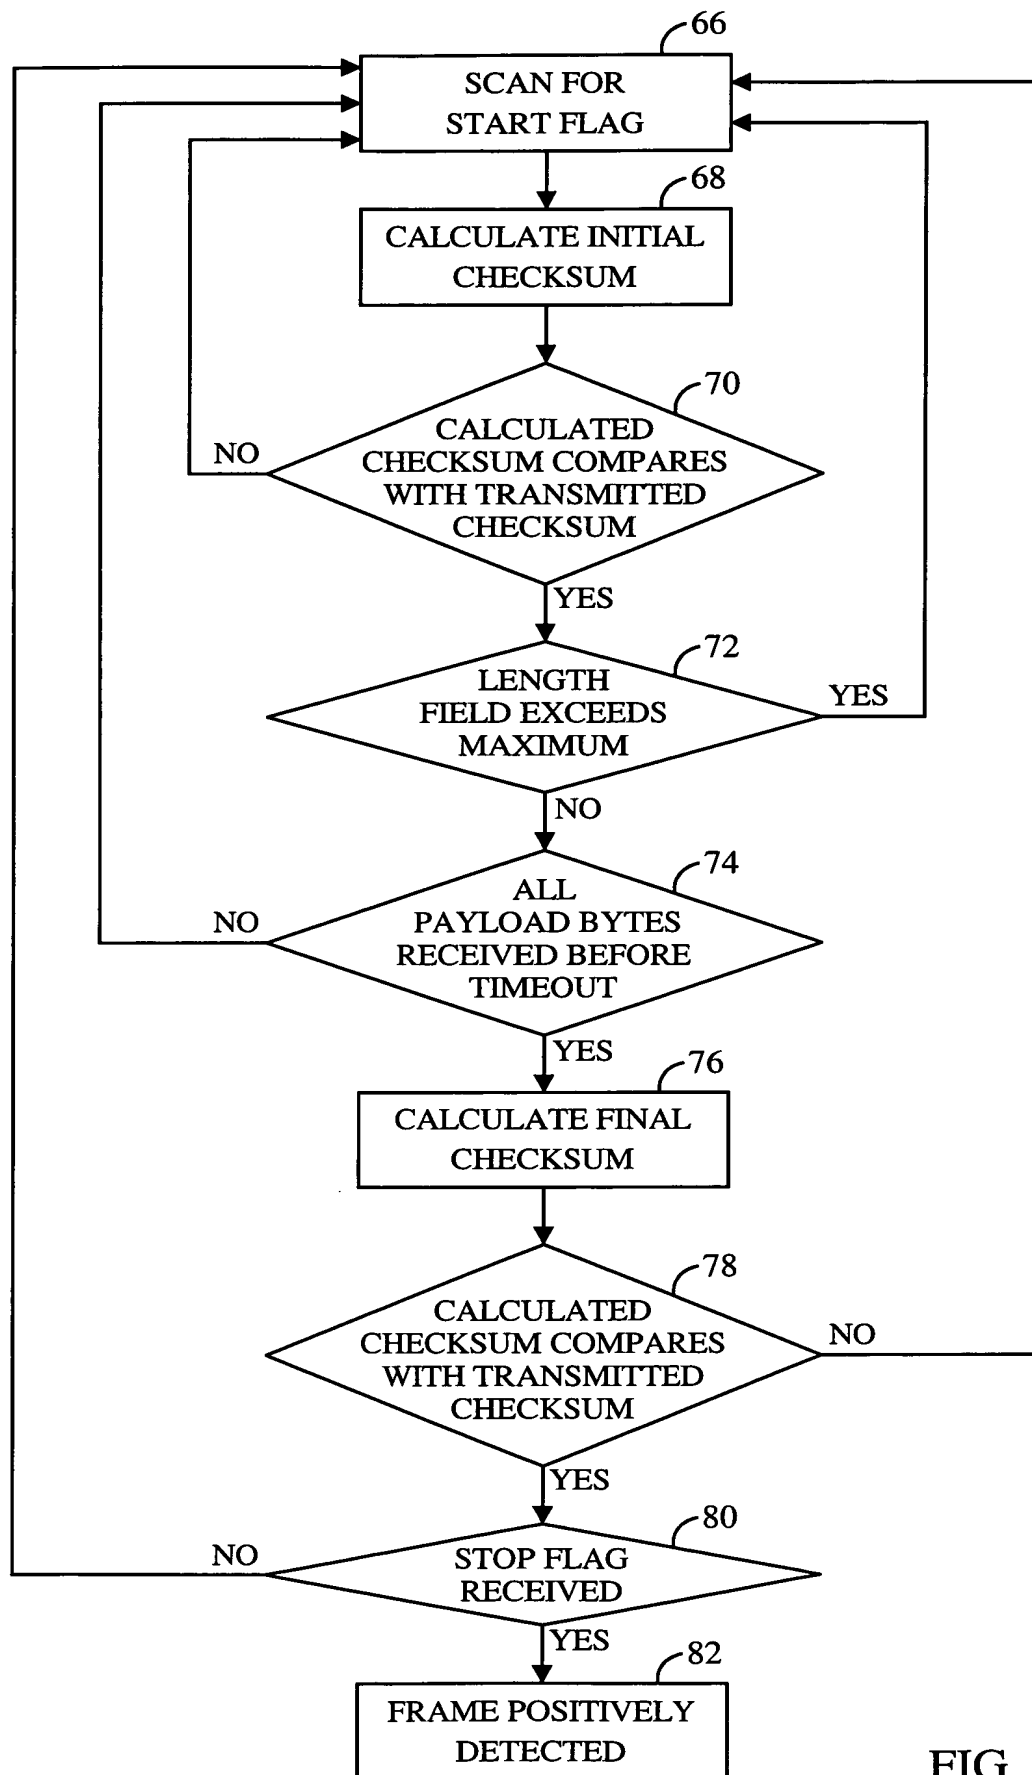 66
SCAN FOR
START FLAG
68
CALCULATE INITIAL
CHECKSUM
70
CALCULATED
CHECKSUM COMPARES
WITH TRANSMITTED
CHECKSUM
NO
YES
72
LENGTH
FIELD EXCEEDS
MAXIMUM
YES
NO
74
ALL
PAYLOAD BYTES
RECEIVED BEFORE
TIMEOUT
NO
YES
76
CALCULATE FINAL
CHECKSUM
78
CALCULATED
CHECKSUM COMPARES
WITH TRANSMITTED
CHECKSUM
NO
YES
80
STOP FLAG
RECEIVED
NO
YES
82
FRAME POSITIVELY
DETECTED
FIG